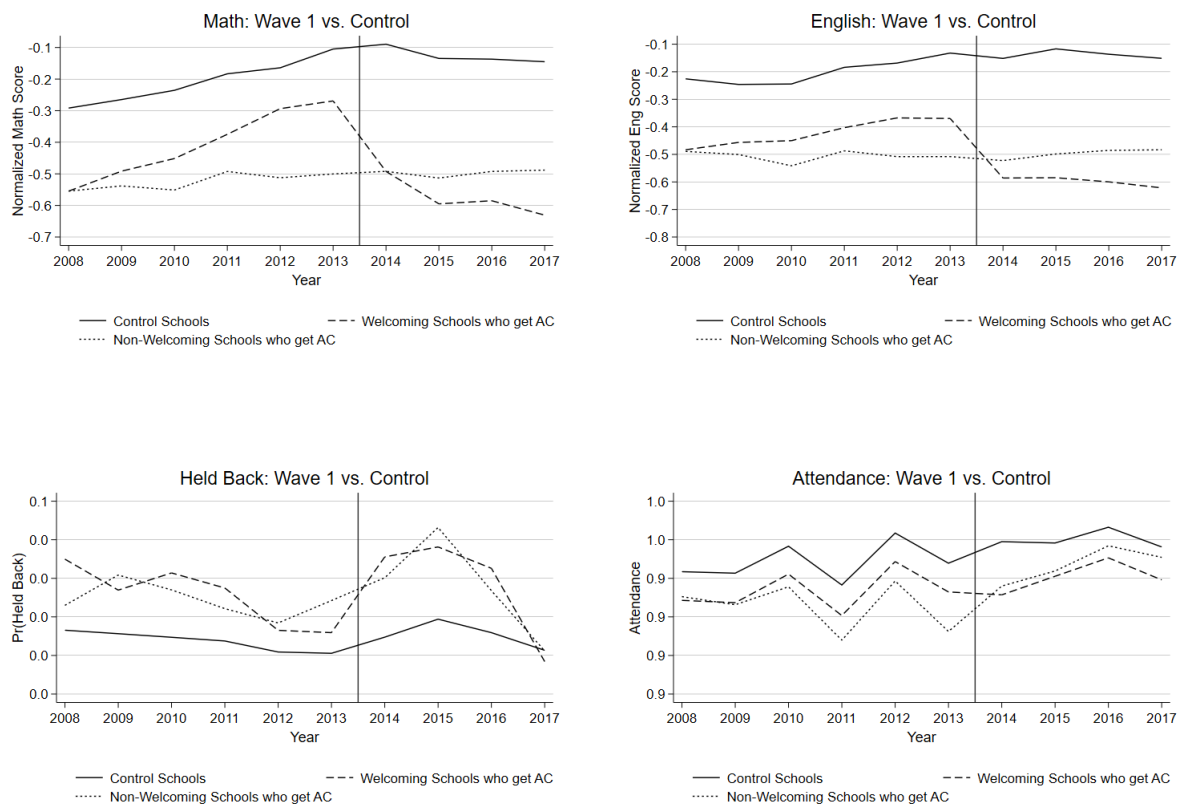 Math: Wave 1 vs. Control
Normalized Math Score
-0.1
-0.2
-0.3
-0.4
-0.5
-0.6
-0.7
2008 2009 2010 2011 2012 2013 2014 2015 2016 2017
Year
Control Schools
Welcoming Schools who get AC
Non-Welcoming Schools who get AC
English: Wave 1 vs. Control
Normalized Eng Score
-0.1
-0.2
-0.3
-0.4
-0.5
-0.6
-0.7
-0.8
2008 2009 2010 2011 2012 2013 2014 2015 2016 2017
Year
Control Schools
Welcoming Schools who get AC
Non-Welcoming Schools who get AC
Held Back: Wave 1 vs. Control
Pr(Held Back)
0.1
0.0
0.0
0.0
0.0
0.0
2008 2009 2010 2011 2012 2013 2014 2015 2016 2017
Year
Control Schools
Welcoming Schools who get AC
Non-Welcoming Schools who get AC
Attendance: Wave 1 vs. Control
Attendance
1.0
1.0
0.9
0.9
0.9
0.9
2008 2009 2010 2011 2012 2013 2014 2015 2016 2017
Year
Control Schools
Welcoming Schools who get AC
Non-Welcoming Schools who get AC